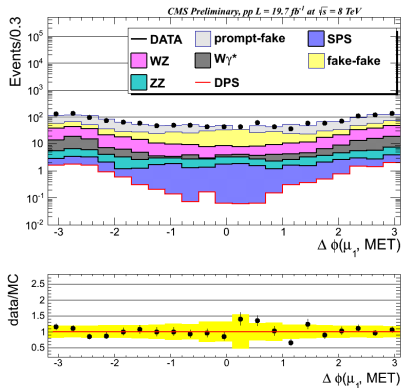 CMS Preliminary, pp L = 19.7 fb⁻¹ at √s = 8 TeV
Events/0.3
10⁵
10⁴
10³
10²
10
1
10⁻¹
10⁻²
DATA prompt-fake SPS
WZ Wγ* fake-fake
ZZ DPS
-3 -2 -1 0 1 2 3
Δ ϕ(μ₁, MET)
data/MC
2.5
2
1.5
1
0.5
-3 -2 -1 0 1 2 3
Δ ϕ(μ₁, MET)